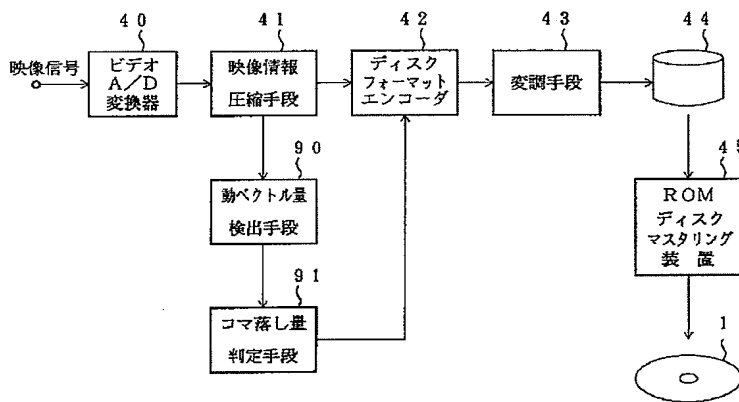 映像信号
４０
ビデオ
Ａ／Ｄ
変換器
４１
映像情報
圧縮手段
４２
ディスク
フォーマット
エンコーダ
４３
変調手段
４４
９０
動ベクトル量
検出手段
９１
コマ落し量
判定手段
４５
ＲＯＭ
ディスク
マスタリング
装　置
１